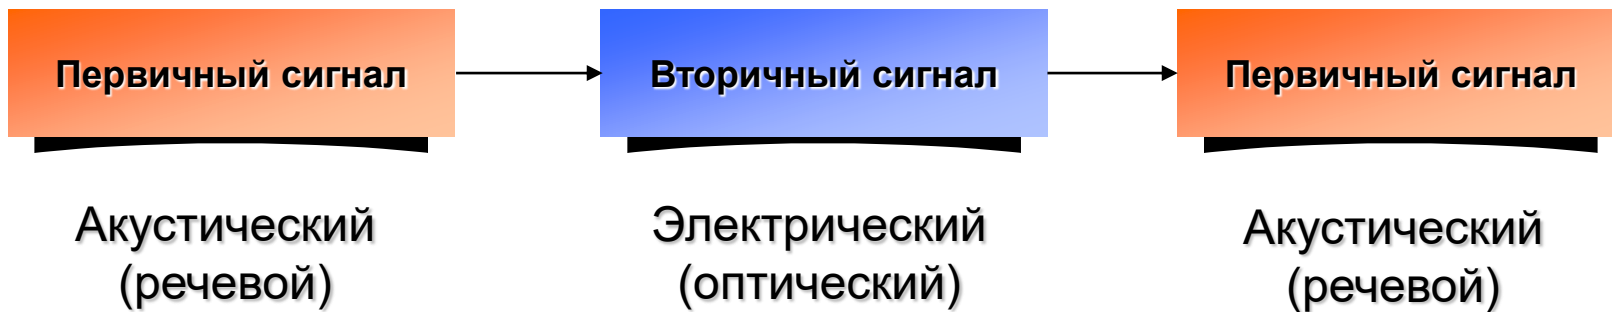 Первичный сигнал
Вторичный сигнал
Первичный сигнал
Акустический
(речевой)
Электрический
(оптический)
Акустический
(речевой)